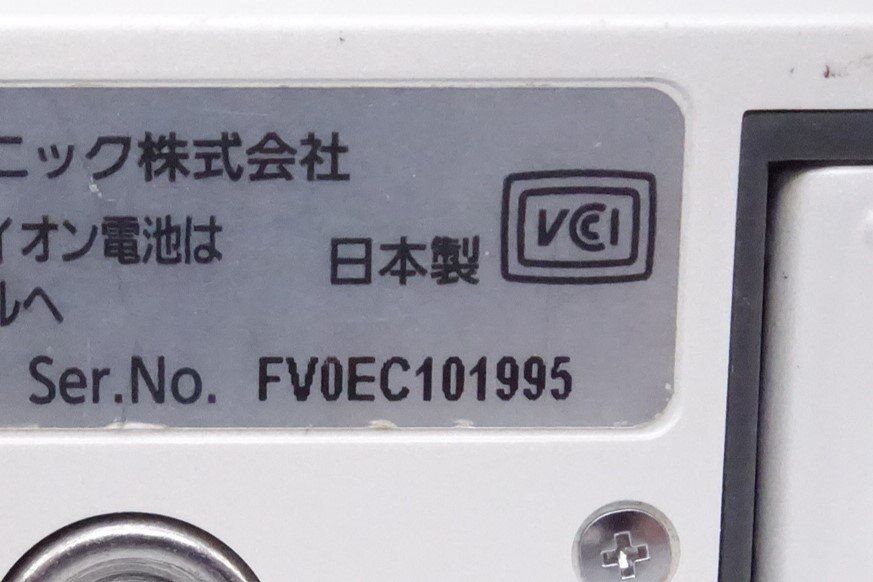 ニック株式会社
イオン電池は
日本製
VCCI
ルへ
Ser.No. FV0EC101995